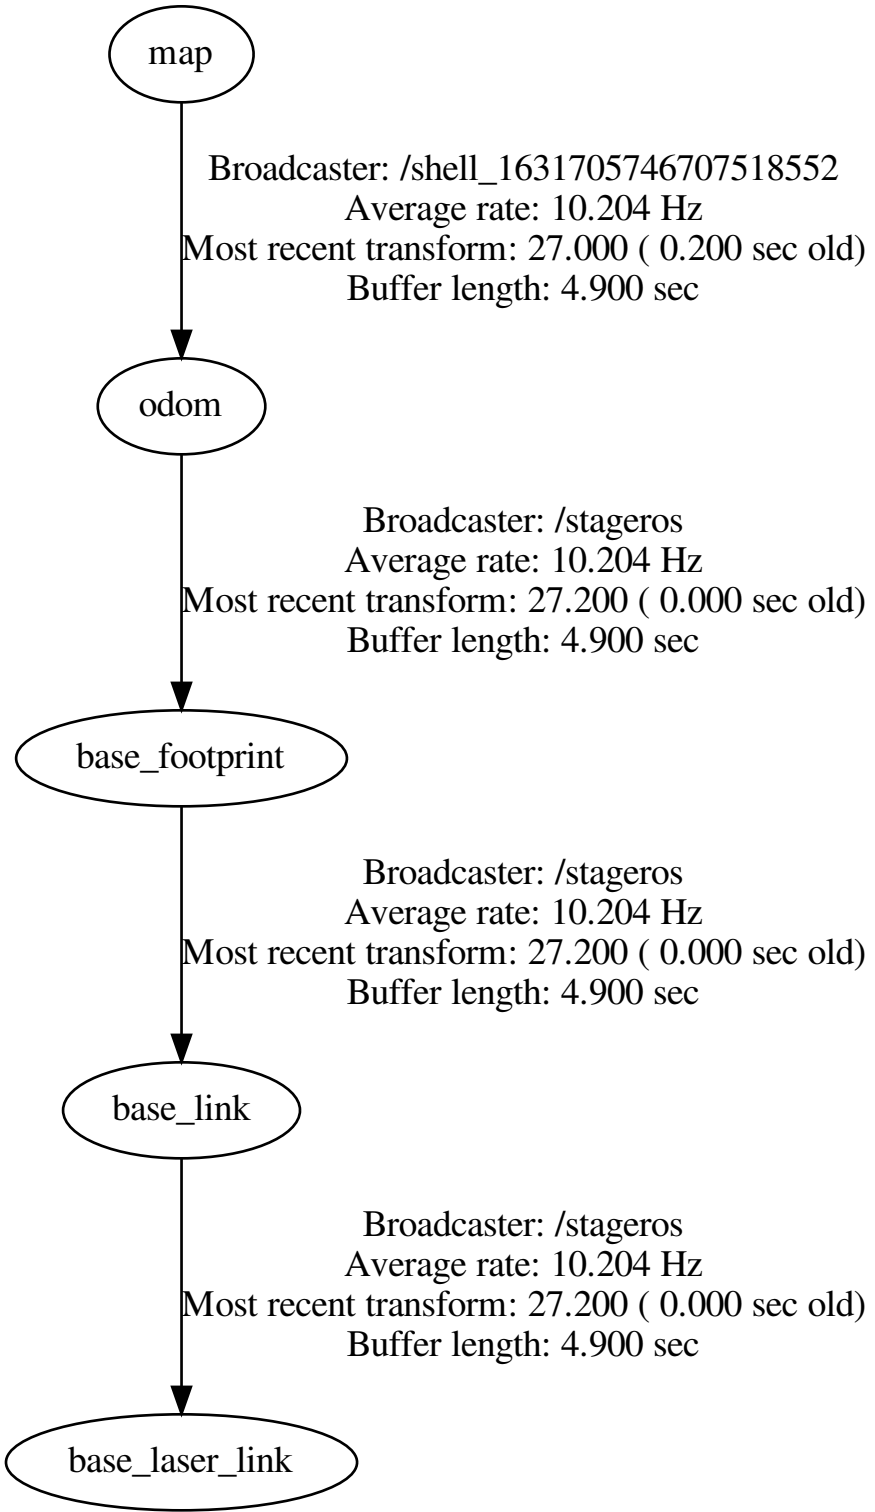 map
Broadcaster: /shell_1631705746707518552
Average rate: 10.204 Hz
Most recent transform: 27.000 ( 0.200 sec old)
Buffer length: 4.900 sec
odom
Broadcaster: /stageros
Average rate: 10.204 Hz
Most recent transform: 27.200 ( 0.000 sec old)
Buffer length: 4.900 sec
base_footprint
Broadcaster: /stageros
Average rate: 10.204 Hz
Most recent transform: 27.200 ( 0.000 sec old)
Buffer length: 4.900 sec
base_link
Broadcaster: /stageros
Average rate: 10.204 Hz
Most recent transform: 27.200 ( 0.000 sec old)
Buffer length: 4.900 sec
base_laser_link